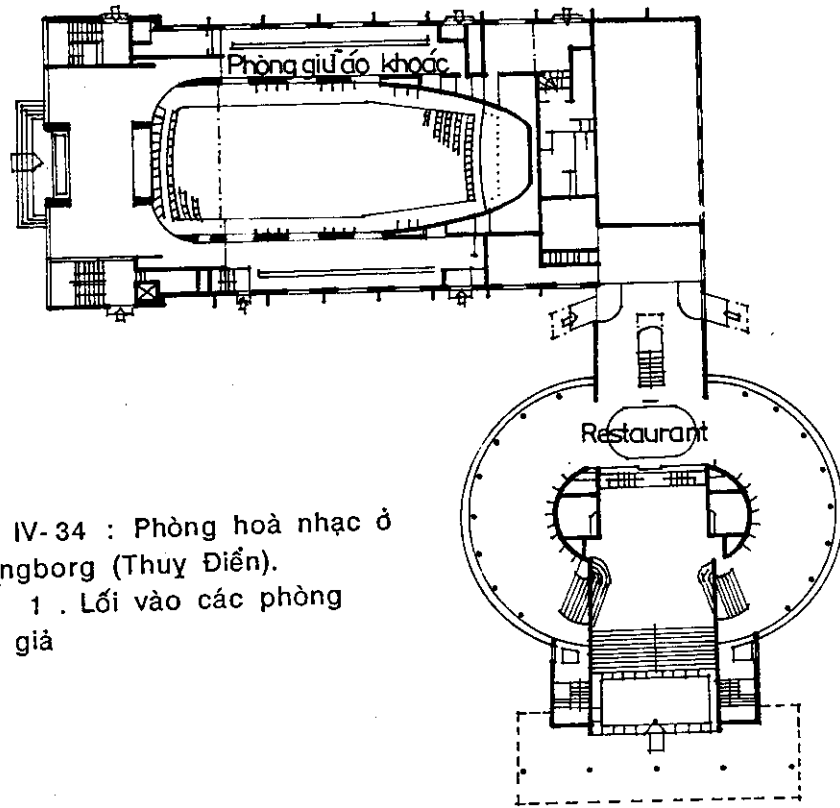 Phòng giữ áo khoác
Restaurant
IV-34 : Phòng hoà nhạc ở
ngborg (Thuỵ Điển).
1 . Lối vào các phòng
giả